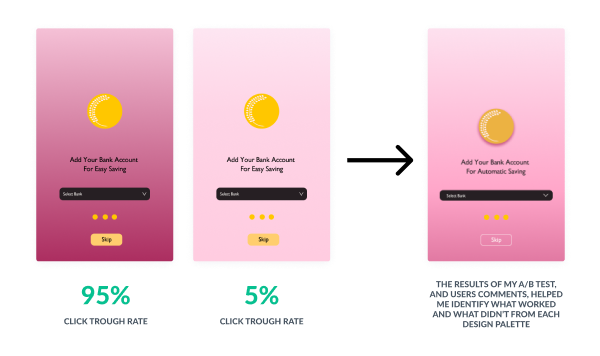 Add Your Bank Account
For Easy Saving
Select Bank
Skip
95%
CLICK TROUGH RATE
Add Your Bank Account
For Easy Saving
Select Bank
Skip
5%
CLICK TROUGH RATE
Add Your Bank Account
For Automatic Saving
Select Bank
Skip
THE RESULTS OF MY A/B TEST,
AND USERS COMMENTS, HELPED
ME IDENTIFY WHAT WORKED
AND WHAT DIDN'T FROM EACH
DESIGN PALETTE